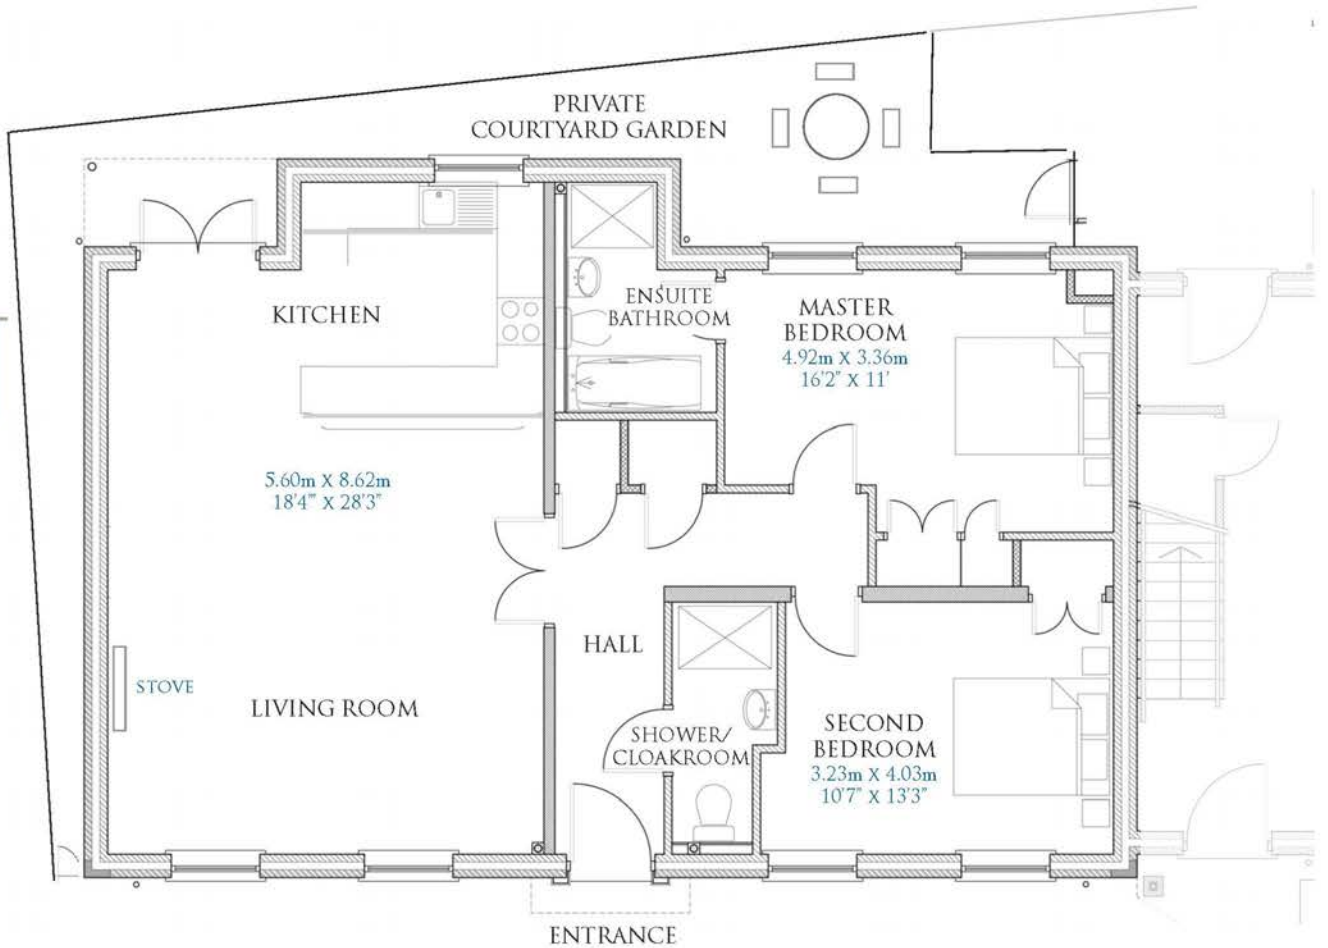 PRIVATE
COURTYARD GARDEN
KITCHEN
ENSUITE
BATHROOM
MASTER
BEDROOM
4.92m X 3.36m
16'2" X 11'
5.60m X 8.62m
18'4" X 28'3"
HALL
STOVE
LIVING ROOM
SHOWER/
CLOAKROOM
SECOND
BEDROOM
3.23m X 4.03m
10'7" X 13'3"
ENTRANCE